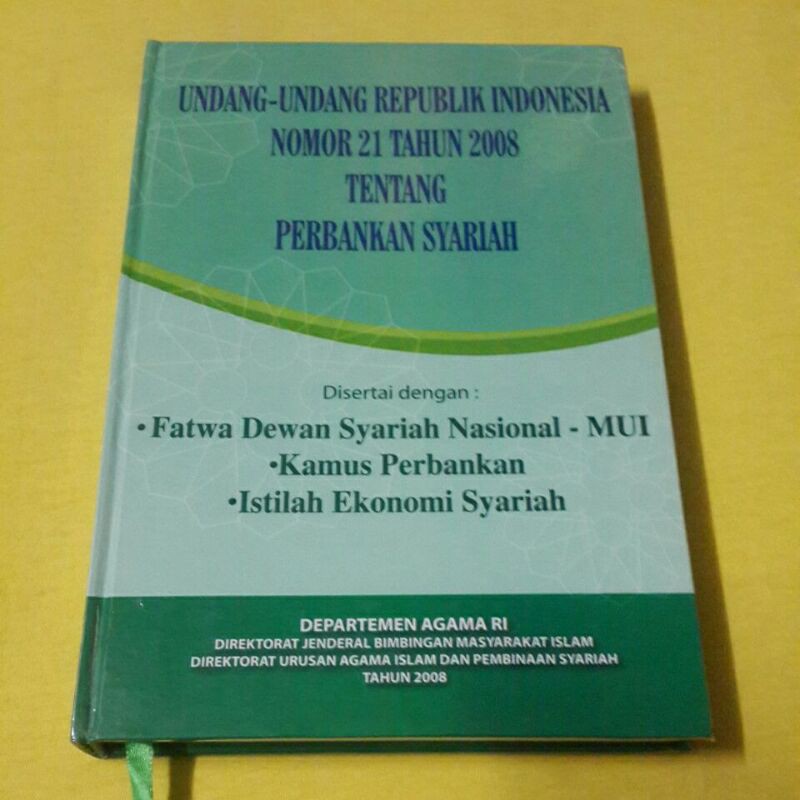 UNDANG-UNDANG REPUBLIK INDONESIA
NOMOR 21 TAHUN 2008
TENTANG
PERBANKAN SYARIAH
Disertai dengan :
•Fatwa Dewan Syariah Nasional - MUI
•Kamus Perbankan
•Istilah Ekonomi Syariah
DEPARTEMEN AGAMA RI
DIREKTORAT JENDERAL BIMBINGAN MASYARAKAT ISLAM
DIREKTORAT URUSAN AGAMA ISLAM DAN PEMBINAAN SYARIAH
TAHUN 2008